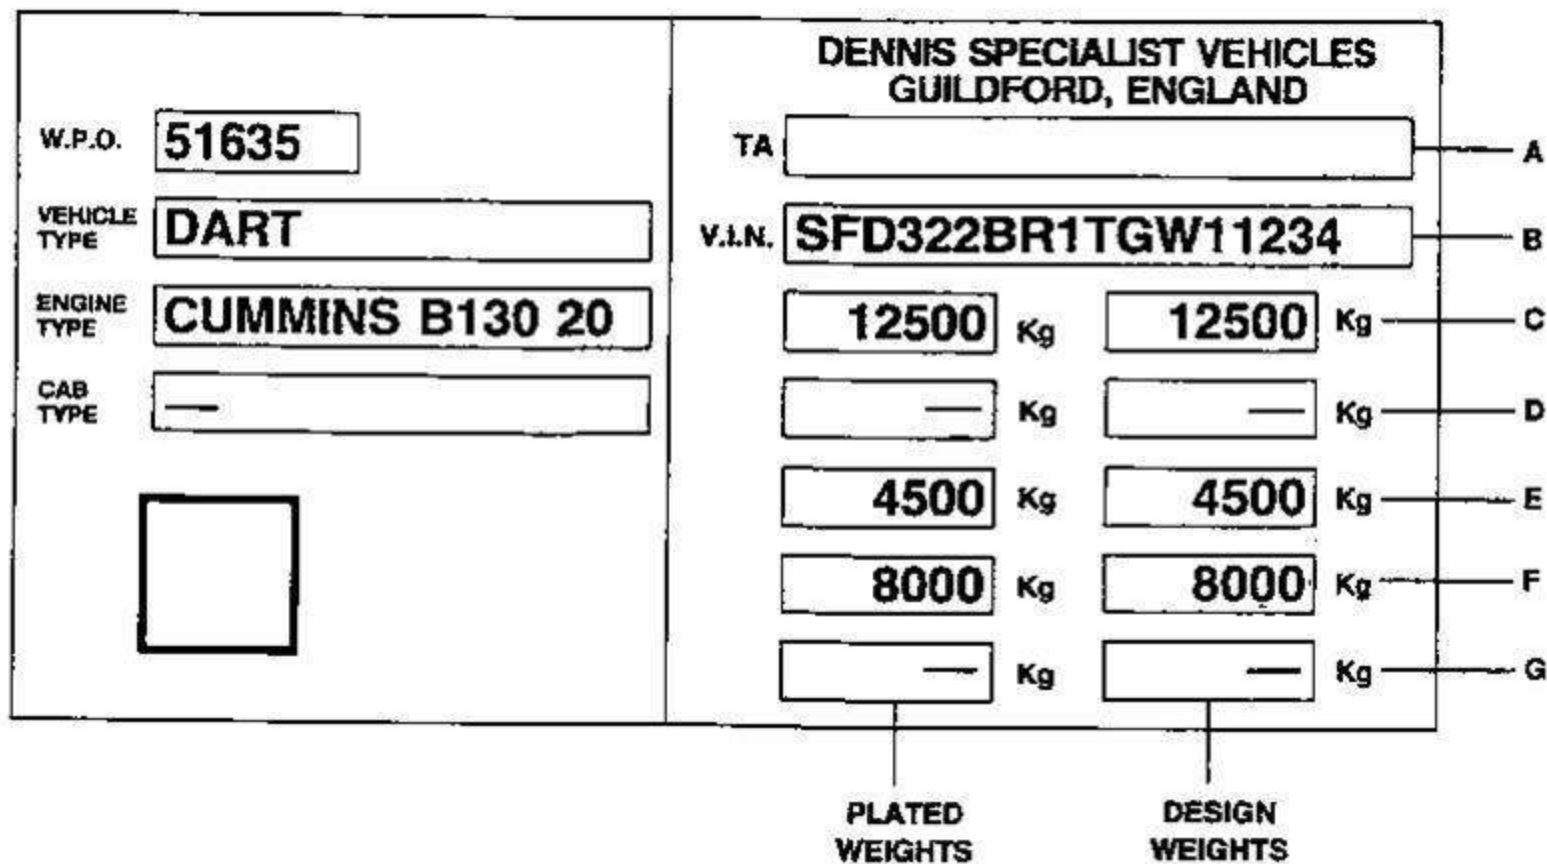 DENNIS SPECIALIST VEHICLES
GUILDFORD, ENGLAND
W.P.O. 51635
TA
A
VEHICLE
TYPE
DART
V.I.N. SFD322BR1TGW11234
B
ENGINE
TYPE
CUMMINS B130 20
12500 Kg 12500 Kg
C
CAB
TYPE
—
— Kg — Kg
D
4500 Kg 4500 Kg
E
8000 Kg 8000 Kg
F
— Kg — Kg
G
PLATED
WEIGHTS
DESIGN
WEIGHTS